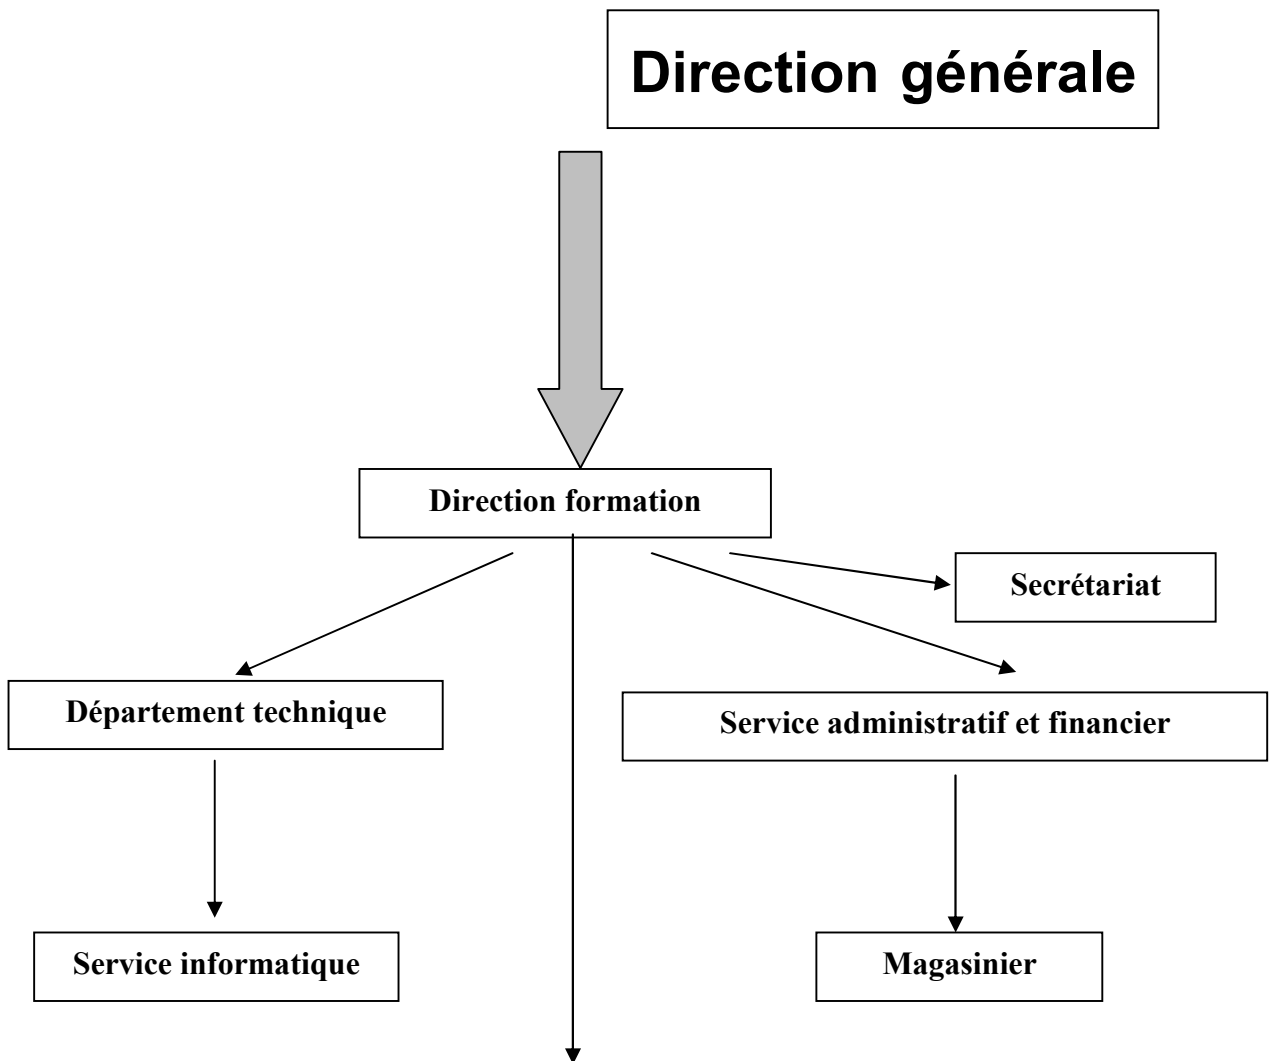 Direction générale
Direction formation
Secrétariat
Département technique
Service administratif et financier
Service informatique
Magasinier